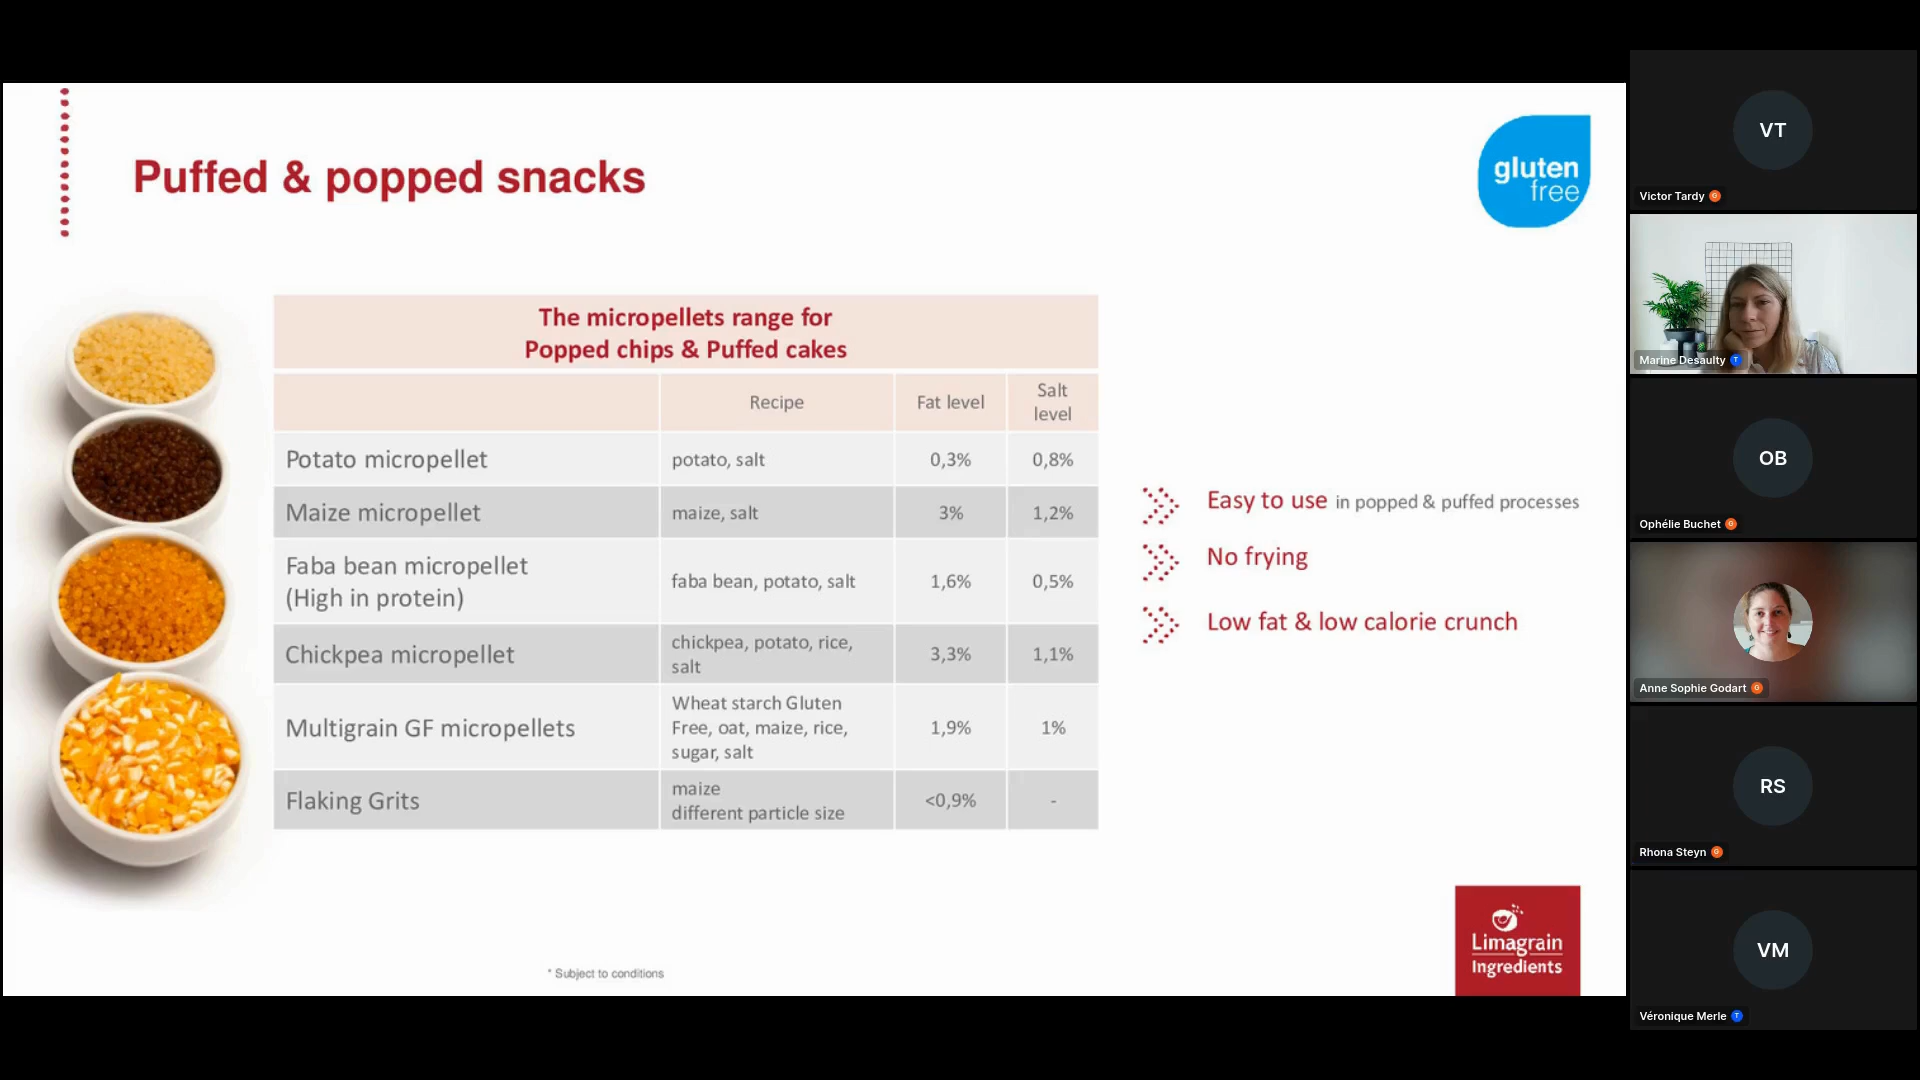 Puffed & popped snacks
gluten
free
The micropellets range for
Popped chips & Puffed cakes
Recipe
Fat level
Salt
level
Potato micropellet
potato, salt
0,3%
0,8%
Maize micropellet
maize, salt
3%
1,2%
Faba bean micropellet
(High in protein)
faba bean, potato, salt
1,6%
0,5%
Chickpea micropellet
chickpea, potato, rice,
salt
3,3%
1,1%
Multigrain GF micropellets
Wheat starch Gluten
Free, oat, maize, rice,
sugar, salt
1,9%
1%
Flaking Grits
maize
different particle size
<0,9%
-
Easy to use in popped & puffed processes
No frying
Low fat & low calorie crunch
* Subject to conditions
Limagrain
Ingredients
VT
Victor Tardy G
Marine Desaulty T
OB
Ophélie Buchet G
Anne Sophie Godart G
RS
Rhona Steyn G
VM
Véronique Merle T